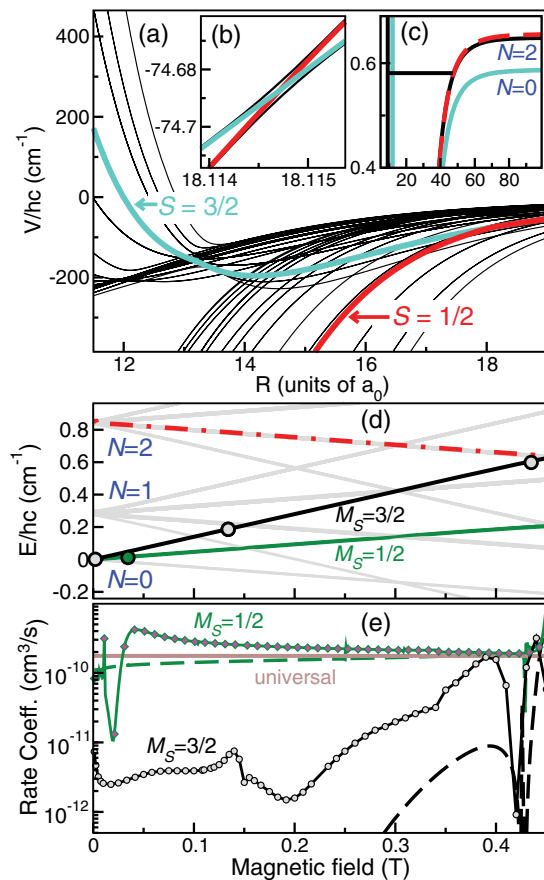 (a)
(b)
(c)
400
200
0
-200
V/hc (cm⁻¹)
-74.68
-74.7
18.114
18.115
N=2
N=0
0.6
0.4
20 40 60 80
S = 3/2
S = 1/2
12
14
16
18
R (units of a₀)
(d)
0.8
0.6
0.4
0.2
0
-0.2
E/hc (cm⁻¹)
N=2
N=1
N=0
M_S=3/2
M_S=1/2
(e)
M_S=1/2
universal
M_S=3/2
10⁻¹⁰
10⁻¹¹
10⁻¹²
Rate Coeff. (cm³/s)
0
0.1
0.2
0.3
0.4
Magnetic field (T)